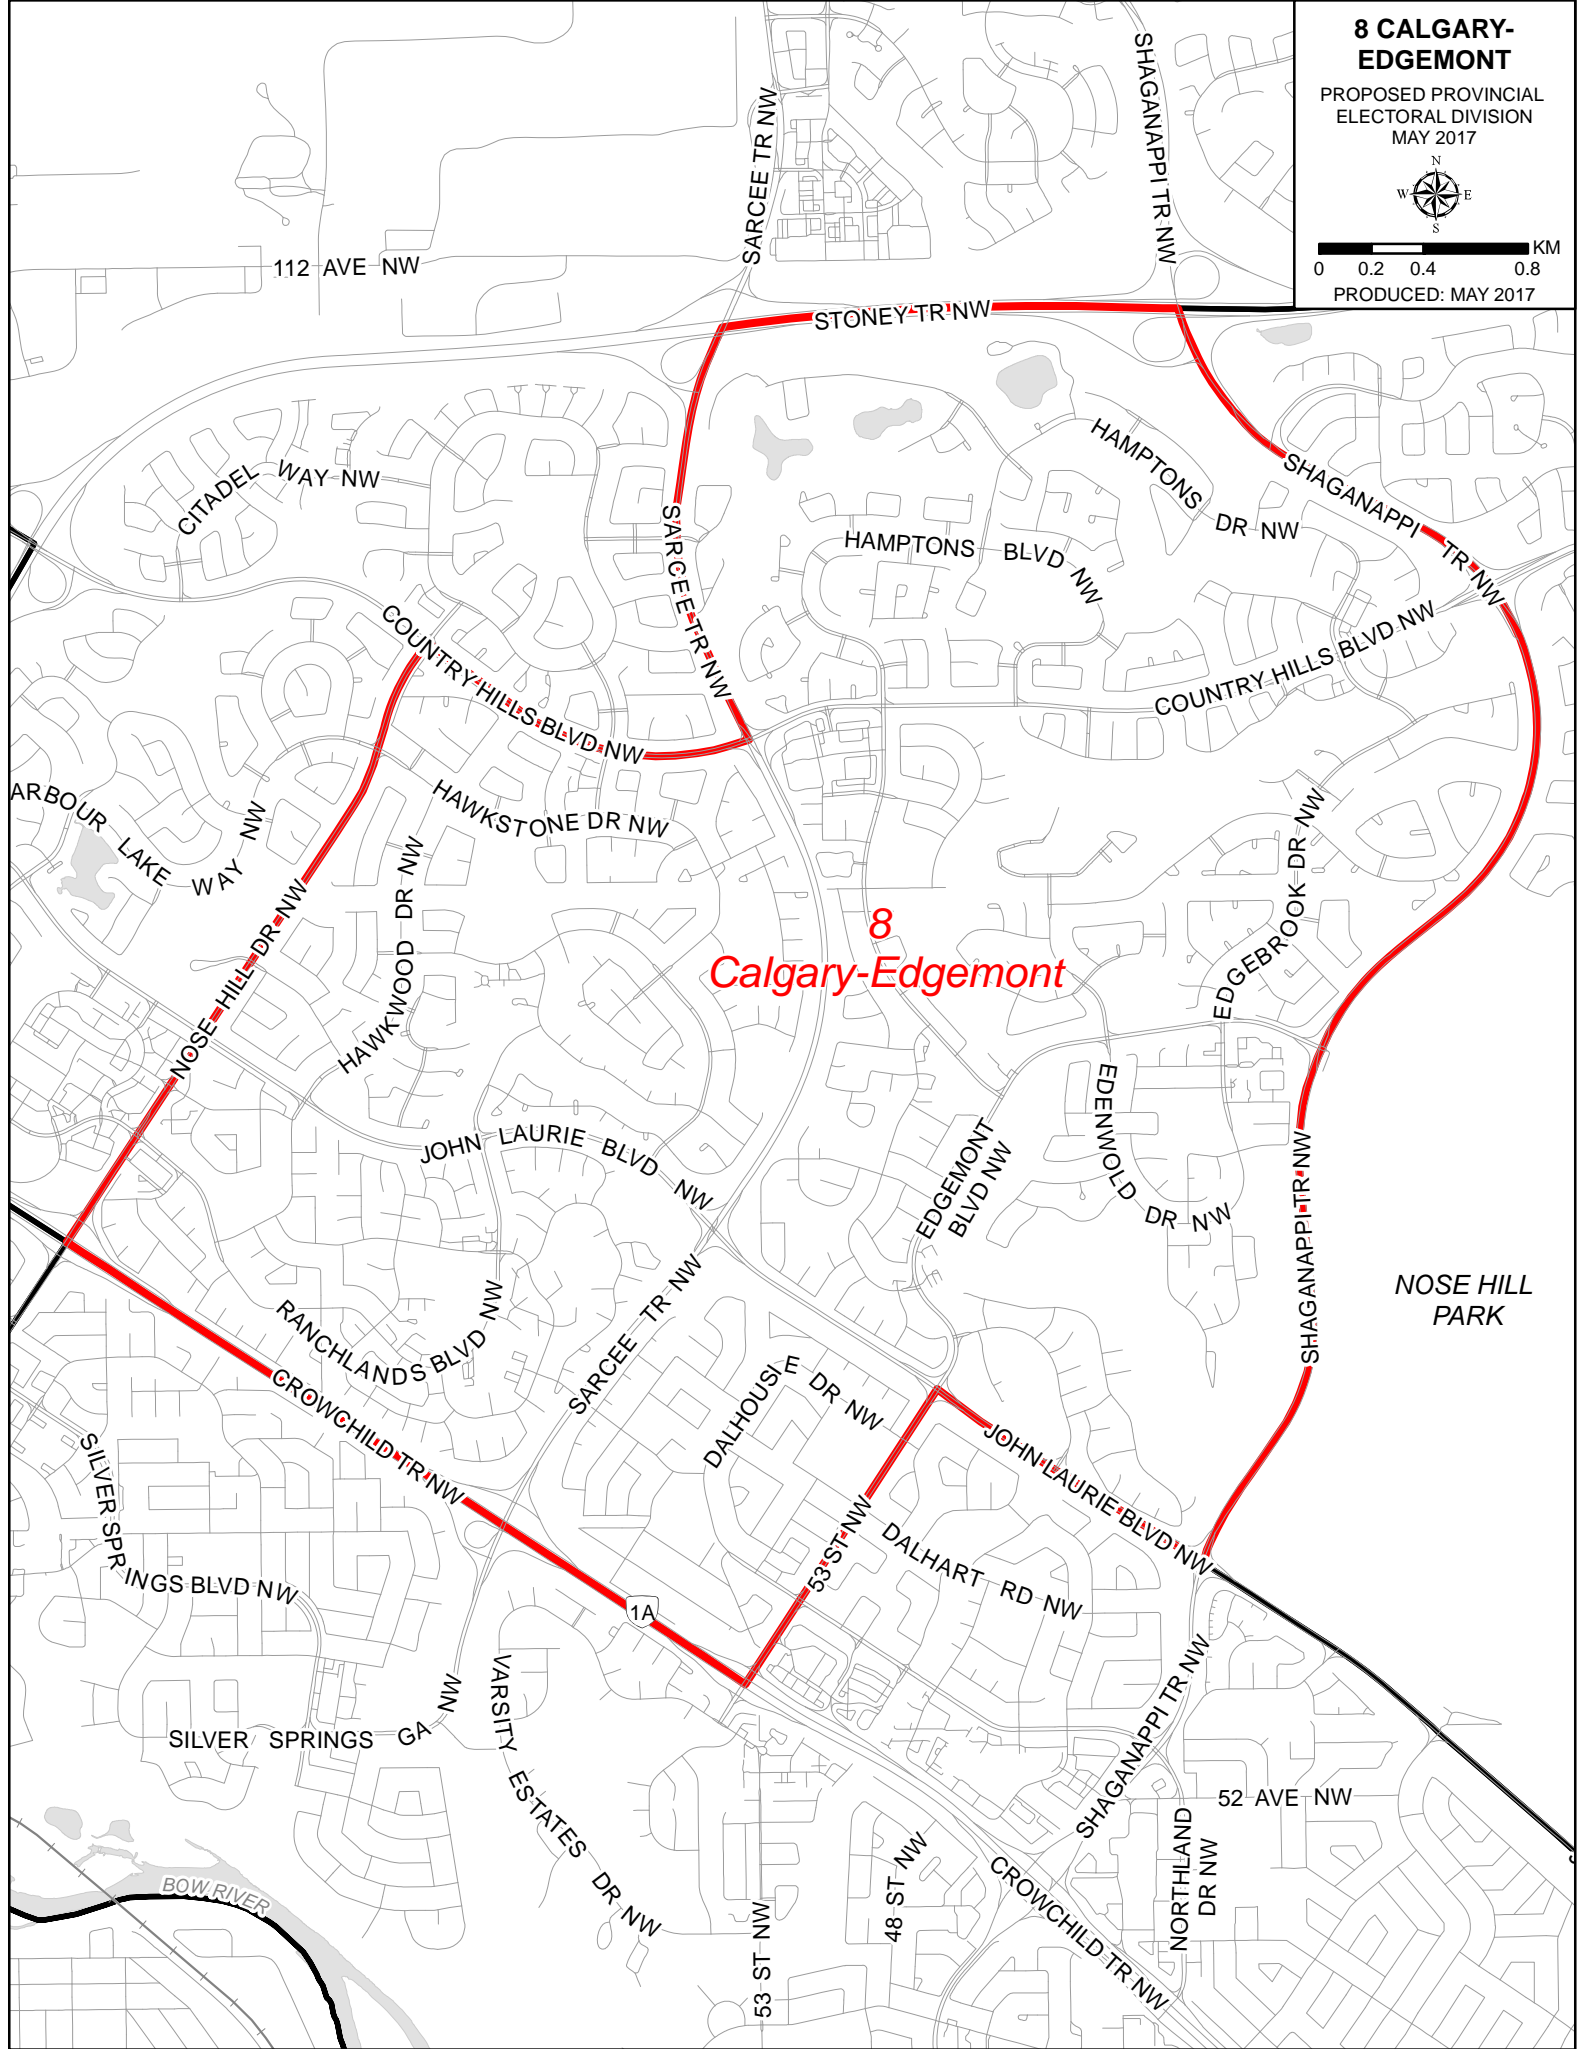 8 CALGARY-
EDGEMONT
PROPOSED PROVINCIAL
ELECTORAL DIVISION
MAY 2017
N
W E
S
KM
0 0.2 0.4 0.8
PRODUCED: MAY 2017
SHAGANAPPI TR NW
SARCEE TR NW
112 AVE NW
STONEY TR NW
HAMPTONS DR NW
CITADEL WAY NW
SHAGANAPPI TR NW
SARCEE TR NW
HAMPTONS BLVD NW
COUNTRY HILLS BLVD NW
COUNTRY HILLS BLVD NW
ARBOUR LAKE WAY NW
HAWKSTONE DR NW
HAWKWOOD DR NW
EDGEBROOK DR NW
NOSE HILL DR NW
8
Calgary-Edgemont
JOHN LAURIE BLVD NW
EDGEMONT
BLVD NW
EDENWOLD DR NW
SHAGANAPPI TR NW
NOSE HILL
PARK
RANCHLANDS BLVD NW
SARCEE TR NW
CROWCHILD TR NW
DALHOUSIE DR NW
JOHN LAURIE BLVD NW
SILVER SPRINGS BLVD NW
53 ST NW
DALHART RD NW
1A
SILVER SPRINGS GA NW
VARSITY ESTATES DR NW
SHAGANAPPI TR NW
52 AVE NW
NORTHLAND
DR NW
48 ST NW
CROWCHILD TR NW
53 ST NW
BOW RIVER